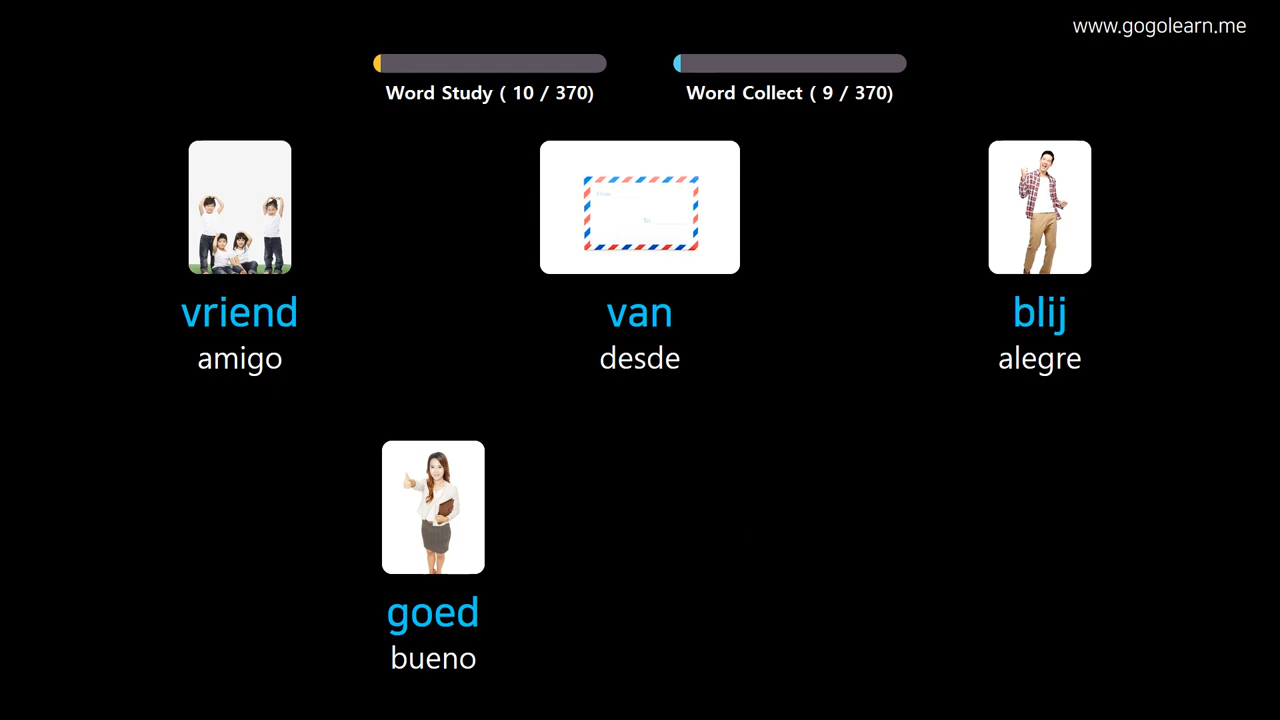 www.gogolearn.me
Word Study ( 10 / 370)
Word Collect ( 9 / 370)
vriend
amigo
van
desde
blij
alegre
goed
bueno